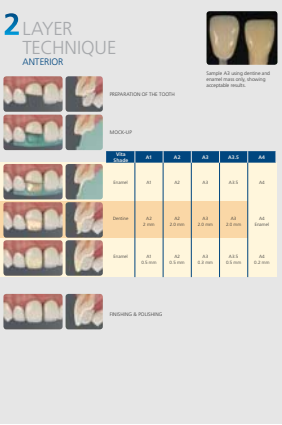 2 LAYER
TECHNIQUE
ANTERIOR
Sample A3 using dentine and
enamel mass only, showing
acceptable results.
PREPARATION OF THE TOOTH
MOCK-UP
Vita Shade A1 A2 A3 A3.5 A4
Enamel A1 A2 A3 A3.5 A4
Dentine A2 2 mm A2 2.0 mm A3 2.0 mm A3 2.0 mm A4 Enamel
Enamel A1 0.5 mm A2 0.5 mm A3 0.3 mm A3.5 0.5 mm A4 0.2 mm
FINISHING & POLISHING